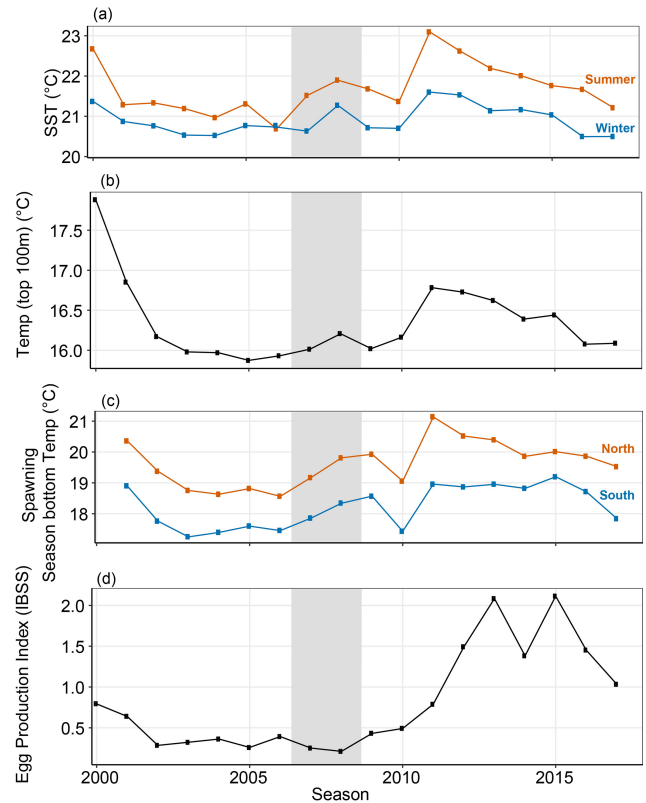 (a)
23
22
21
20
SST (°C)
Summer
Winter
(b)
17.5
17.0
16.5
16.0
Temp (top 100m) (°C)
(c)
21
20
19
18
Spawning
Season bottom Temp (°C)
North
South
(d)
2.0
1.5
1.0
0.5
Egg Production Index (IBSS)
2000
2005
2010
2015
Season